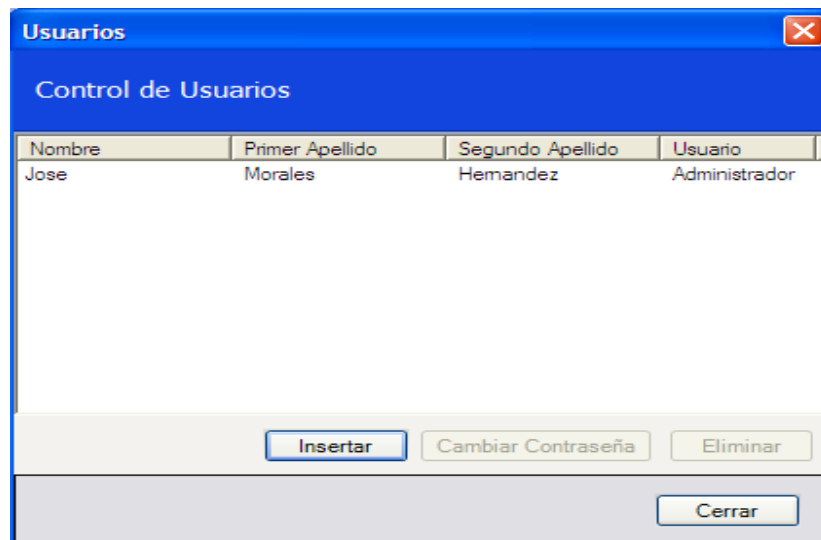 Usuarios
Control de Usuarios
Nombre Primer Apellido Segundo Apellido Usuario
Jose Morales Hernandez Administrador
Insertar Cambiar Contraseña Eliminar
Cerrar